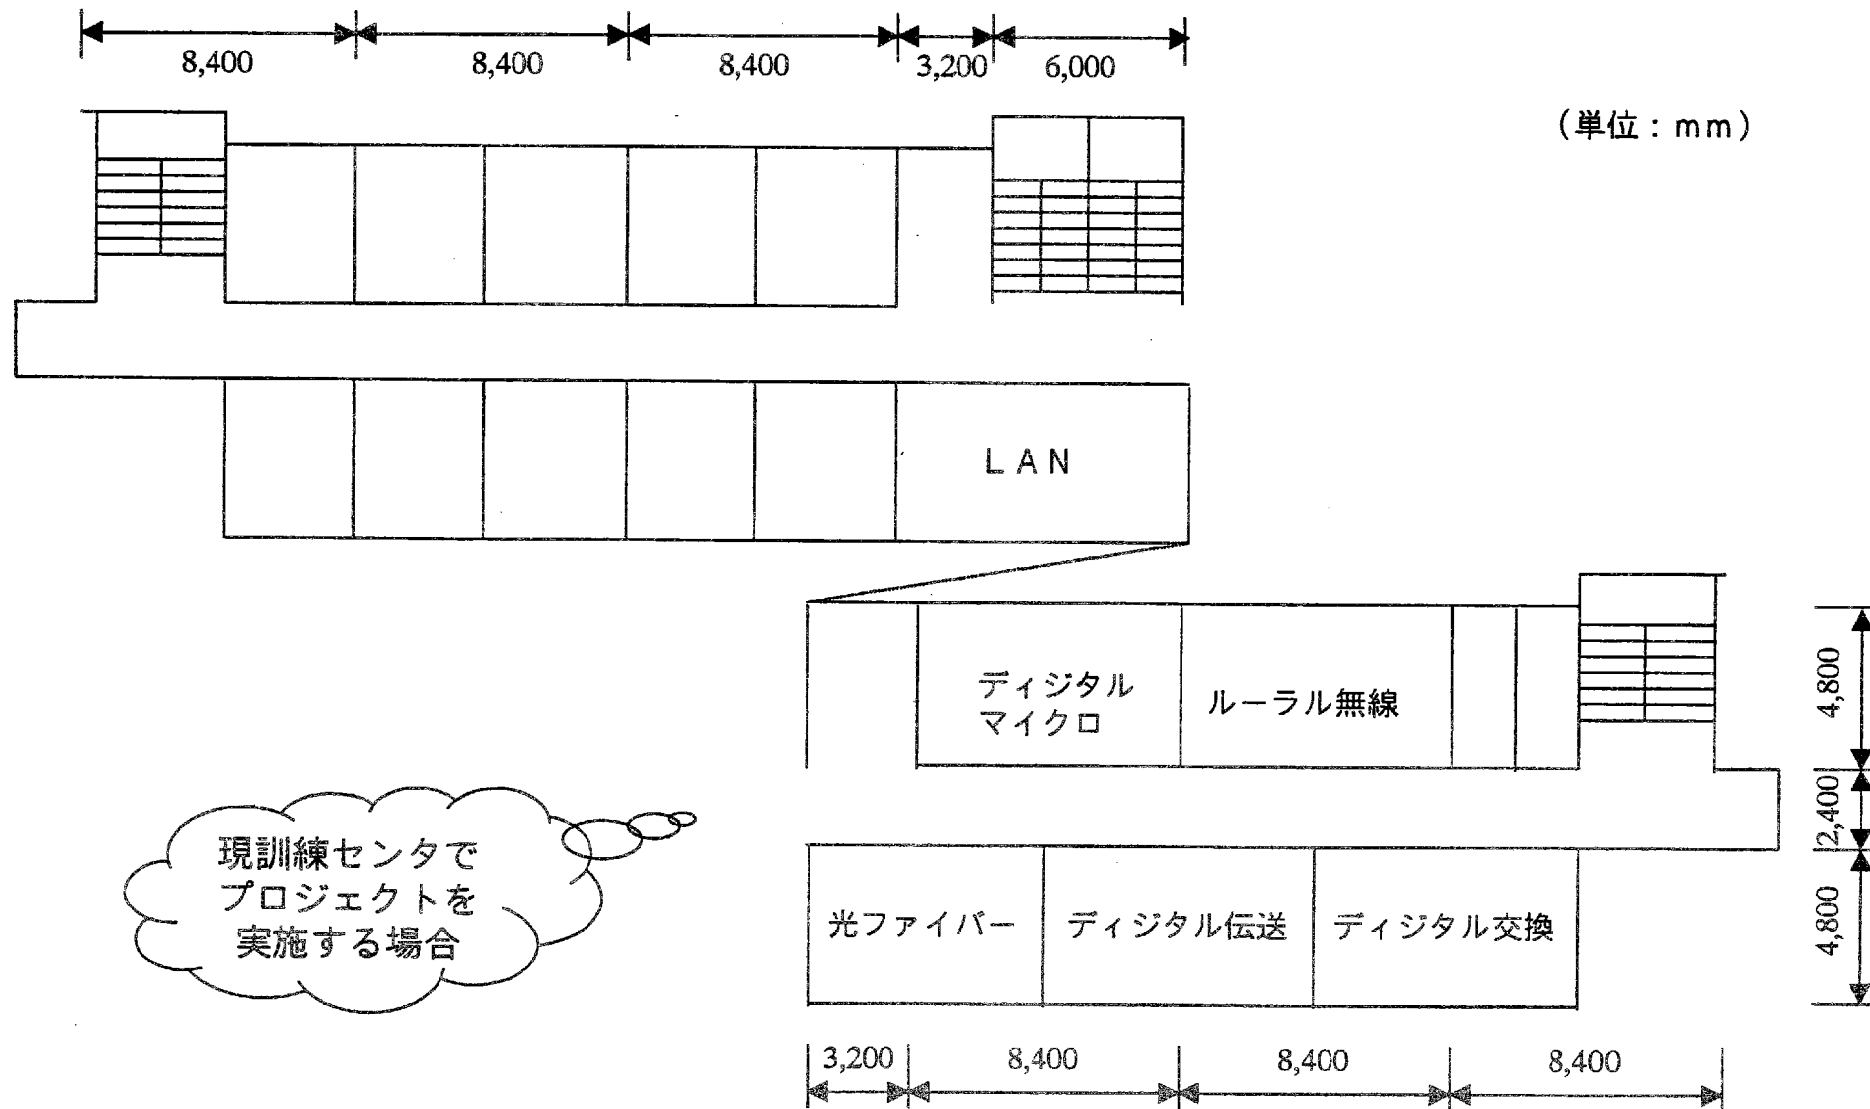 8,400
8,400
8,400
3,200
6,000
（単位：mm）
LAN
ディジタル
マイクロ
ルーラル無線
4,800
2,400
4,800
現訓練センタで
プロジェクトを
実施する場合
光ファイバー
ディジタル伝送
ディジタル交換
3,200
8,400
8,400
8,400